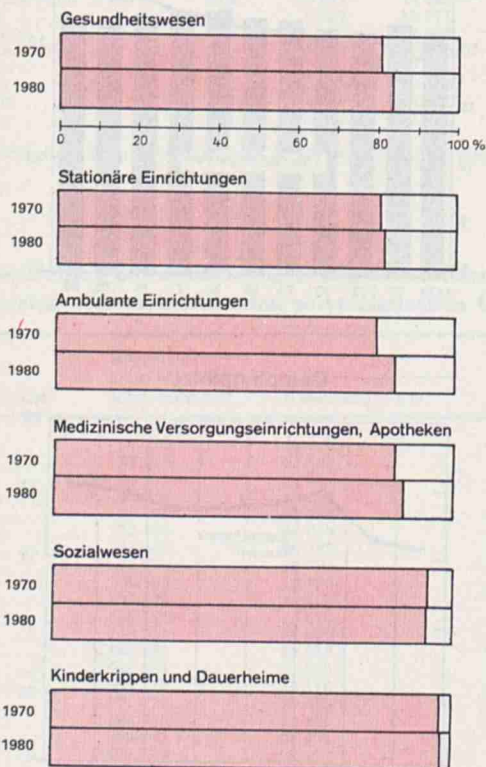 Gesundheitswesen
1970
1980
0 20 40 60 80 100 %
Stationäre Einrichtungen
1970
1980
Ambulante Einrichtungen
1970
1980
Medizinische Versorgungseinrichtungen, Apotheken
1970
1980
Sozialwesen
1970
1980
Kinderkrippen und Dauerheime
1970
1980